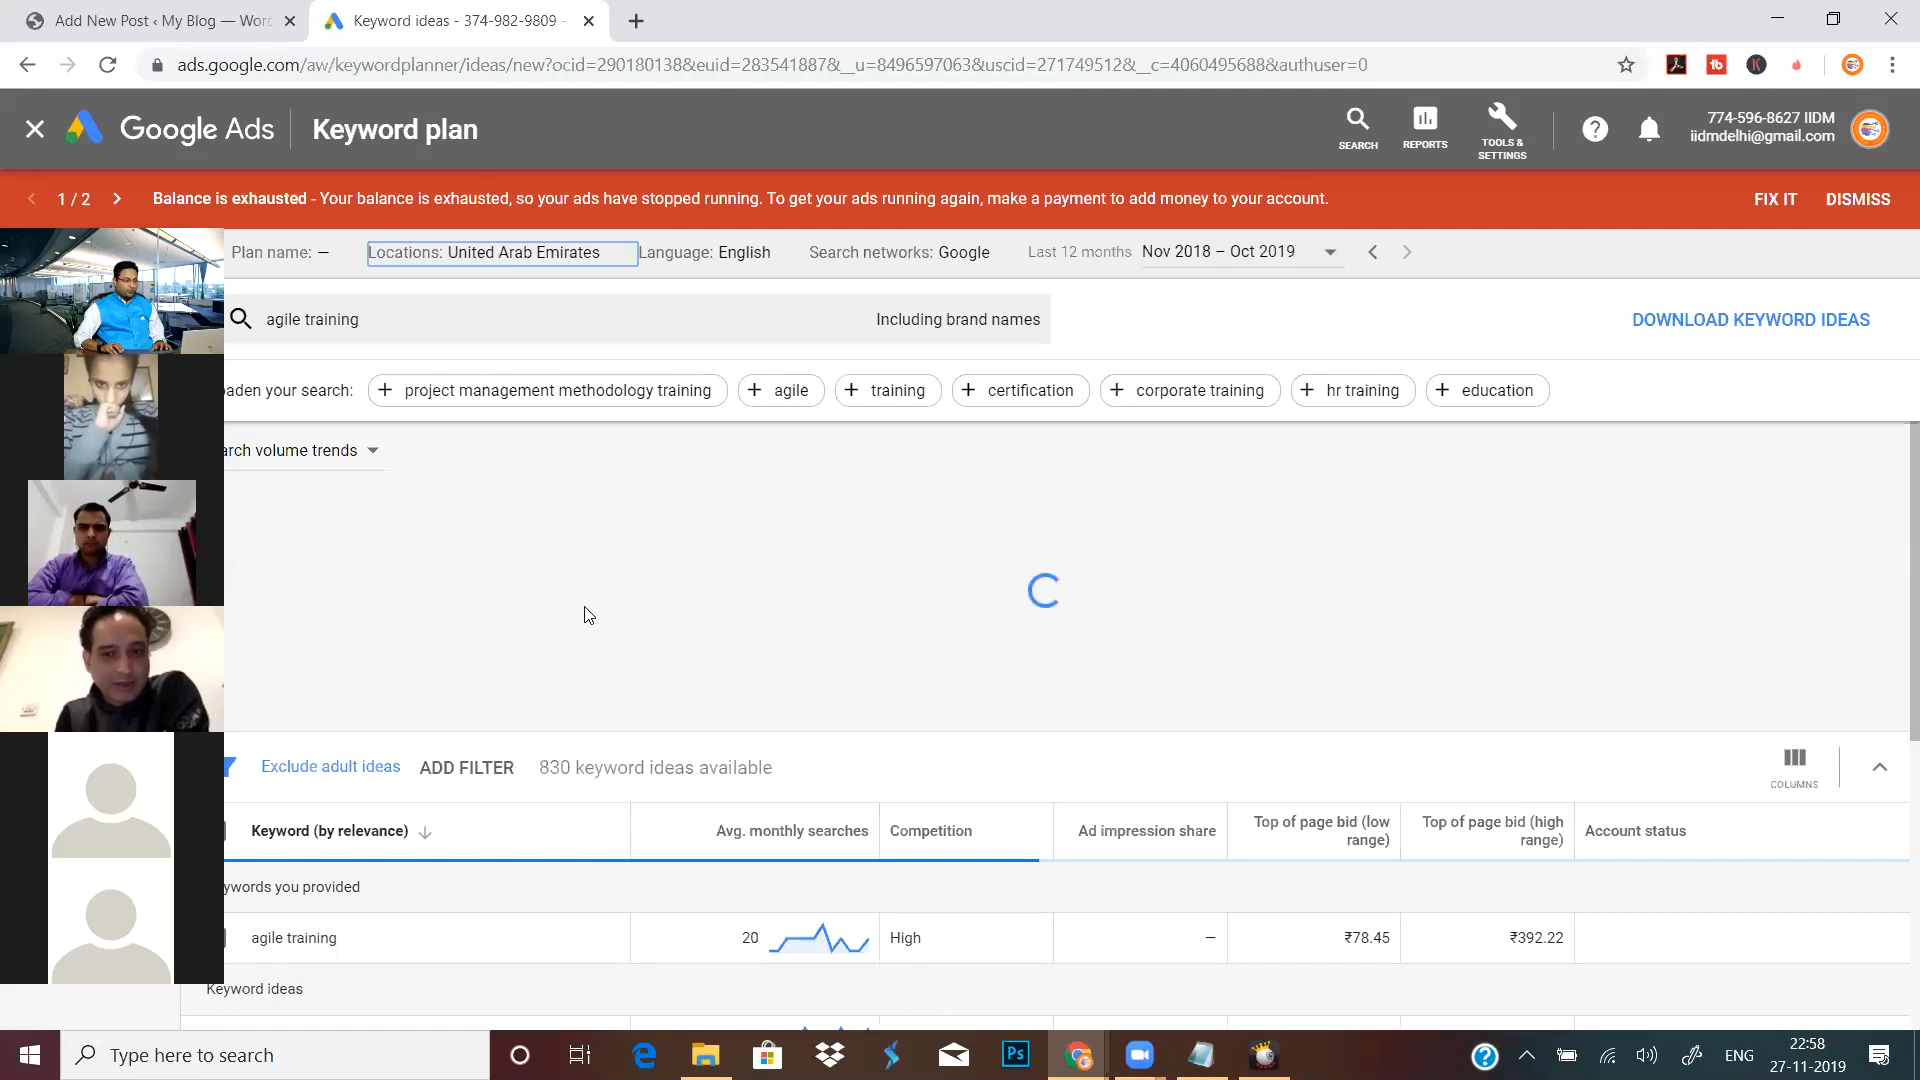 Add New Post ‹ My Blog — Word
Keyword ideas - 374-982-9809 -
ads.google.com/aw/keywordplanner/ideas/new?ocid=290180138&euid=283541887&__u=8496597063&uscid=271749512&__c=4060495688&authuser=0
Google Ads
Keyword plan
SEARCH
REPORTS
TOOLS & SETTINGS
774-596-8627 IIDM
iidmdelhi@gmail.com
1 / 2
Balance is exhausted - Your balance is exhausted, so your ads have stopped running. To get your ads running again, make a payment to add money to your account.
FIX IT
DISMISS
Plan name: —
Locations: United Arab Emirates
Language: English
Search networks: Google
Last 12 months
Nov 2018 – Oct 2019
agile training
Including brand names
DOWNLOAD KEYWORD IDEAS
aden your search:
project management methodology training
agile
training
certification
corporate training
hr training
education
arch volume trends
Exclude adult ideas
ADD FILTER
830 keyword ideas available
COLUMNS
Keyword (by relevance)
Avg. monthly searches
Competition
Ad impression share
Top of page bid (low range)
Top of page bid (high range)
Account status
ywords you provided
agile training
20
High
–
₹78.45
₹392.22
Keyword ideas
Type here to search
Ps
ENG
22:58
27-11-2019